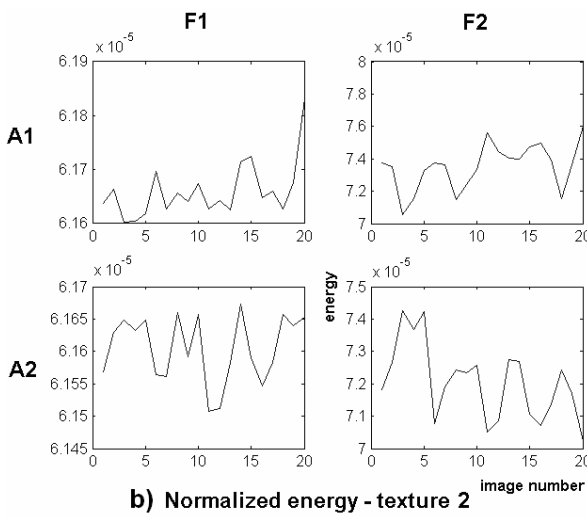 F1 F2
A1
A2
x 10-5
6.19
6.18
6.17
6.16
0 5 10 15 20
x 10-5
8
7.8
7.6
7.4
7.2
7
0 5 10 15 20
x 10-5
6.17
6.165
6.16
6.155
6.15
6.145
0 5 10 15 20
energy
x 10-5
7.5
7.4
7.3
7.2
7.1
7
0 5 10 15 20
image number
b) Normalized energy - texture 2